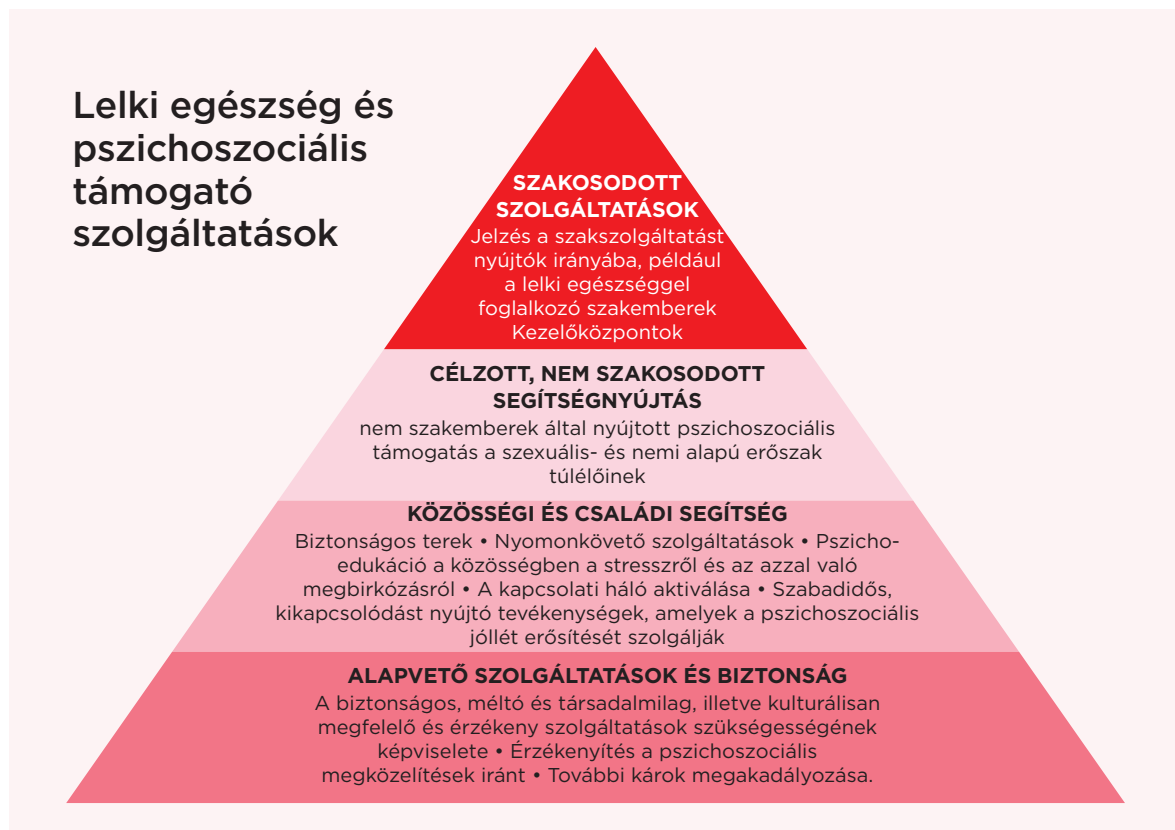 Lelki egészség és
pszichoszociális
támogató
szolgáltatások
SZAKOSODOTT
SZOLGÁLTATÁSOK
Jelzés a szakszolgáltatást
nyújtók irányába, például
a lelki egészséggel
foglalkozó szakemberek
Kezelőközpontok
CÉLZOTT, NEM SZAKOSODOTT
SEGÍTSÉGNYÚJTÁS
nem szakemberek által nyújtott pszichoszociális
támogatás a szexuális- és nemi alapú erőszak
túlélőinek
KÖZÖSSÉGI ÉS CSALÁDI SEGÍTSÉG
Biztonságos terek • Nyomonkövető szolgáltatások • Pszicho-
edukáció a közösségben a stresszről és az azzal való
megbirkózásról • A kapcsolati háló aktiválása • Szabadidős,
kikapcsolódást nyújtó tevékenységek, amelyek a pszichoszociális
jóllét erősítését szolgálják
ALAPVETŐ SZOLGÁLTATÁSOK ÉS BIZTONSÁG
A biztonságos, méltó és társadalmilag, illetve kulturálisan
megfelelő és érzékeny szolgáltatások szükségességének
képviselete • Érzékenyítés a pszichoszociális
megközelítések iránt • További károk megakadályozása.